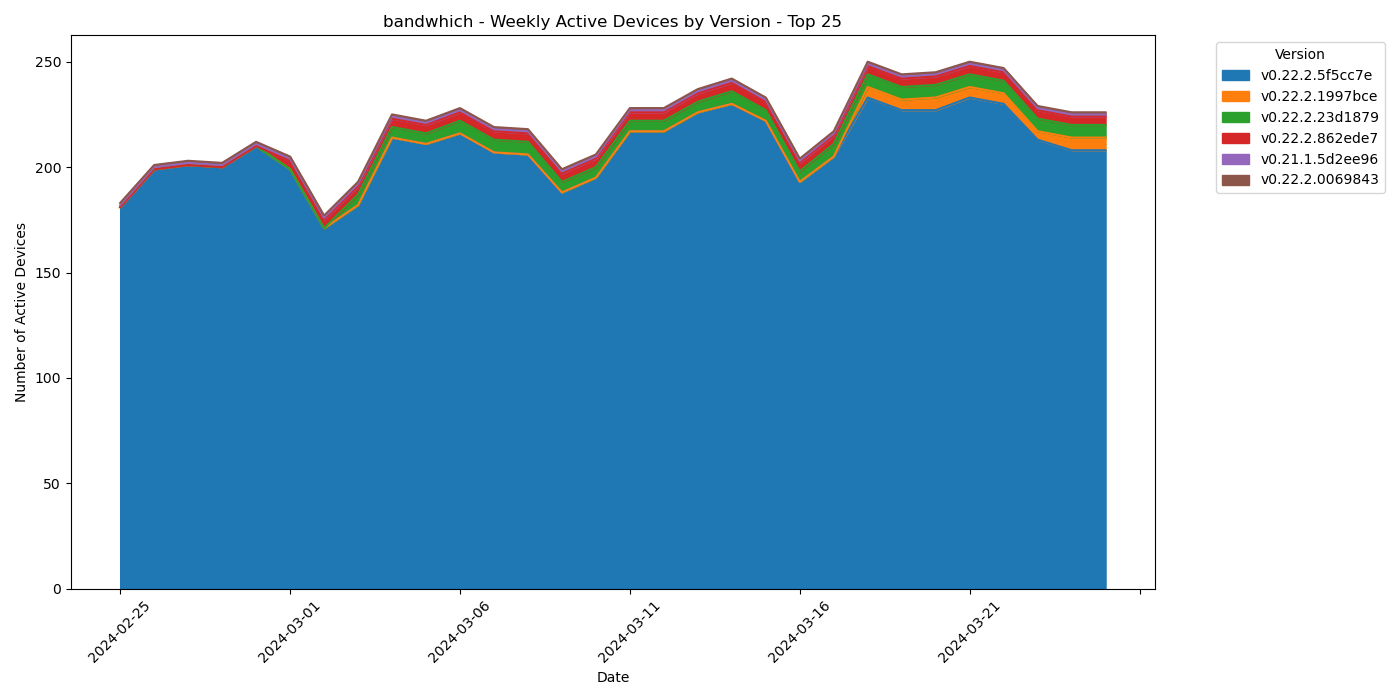 bandwhich - Weekly Active Devices by Version - Top 25
Number of Active Devices
250
200
150
100
50
0
2024-02-25
2024-03-01
2024-03-06
2024-03-11
2024-03-16
2024-03-21
Date
Version
v0.22.2.5f5cc7e
v0.22.2.1997bce
v0.22.2.23d1879
v0.22.2.862ede7
v0.21.1.5d2ee96
v0.22.2.0069843